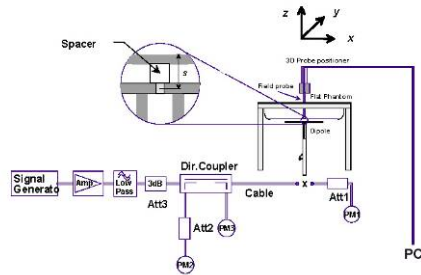 z
y
x
Spacer
s
3D Probe positioner
Field probe
Flat Phantom
Dipole
Signal
Generato
Amp
Low
Pass
3dB
Att3
Dir.Coupler
Cable
x
Att1
PM1
Att2
PM3
PM2
PC